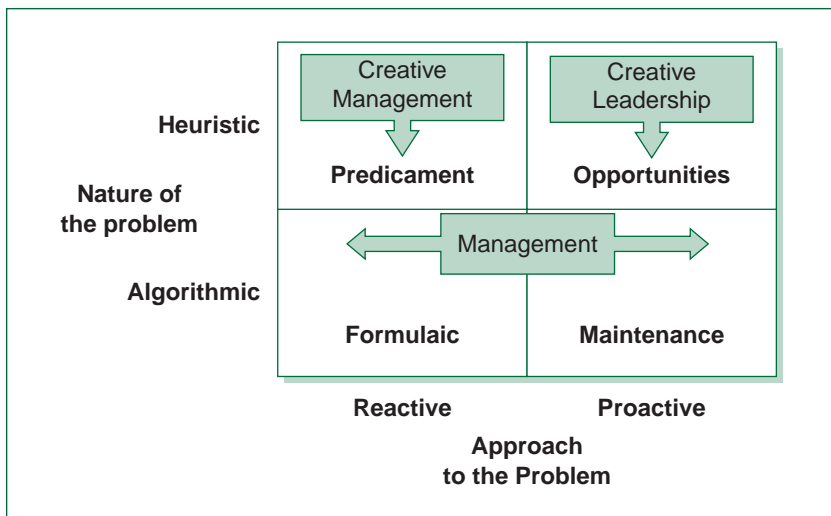 Creative
Management
Creative
Leadership
Heuristic
Predicament
Opportunities
Nature of
the problem
Management
Algorithmic
Formulaic
Maintenance
Reactive
Proactive
Approach
to the Problem